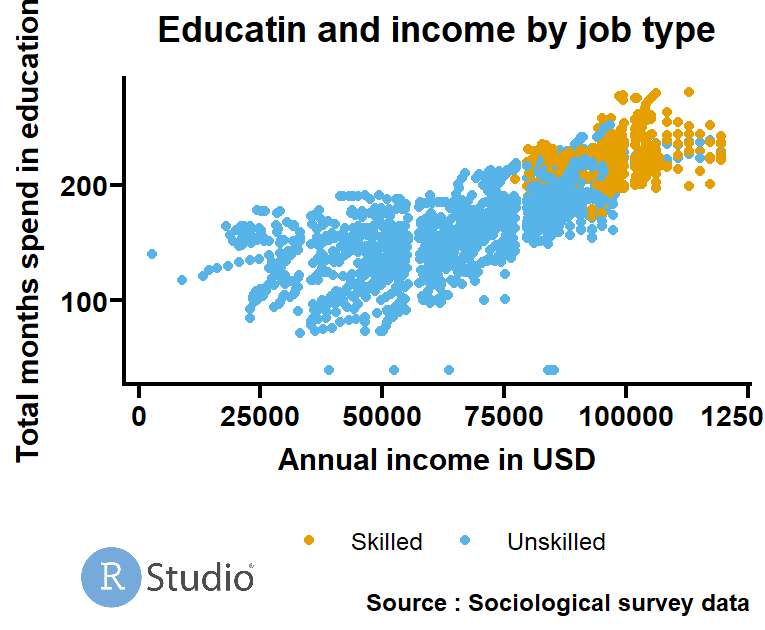 Educatin and income by job type
Total months spend in education
200
100
0 25000 50000 75000 100000 1250
Annual income in USD
Skilled Unskilled
R Studio®
Source : Sociological survey data